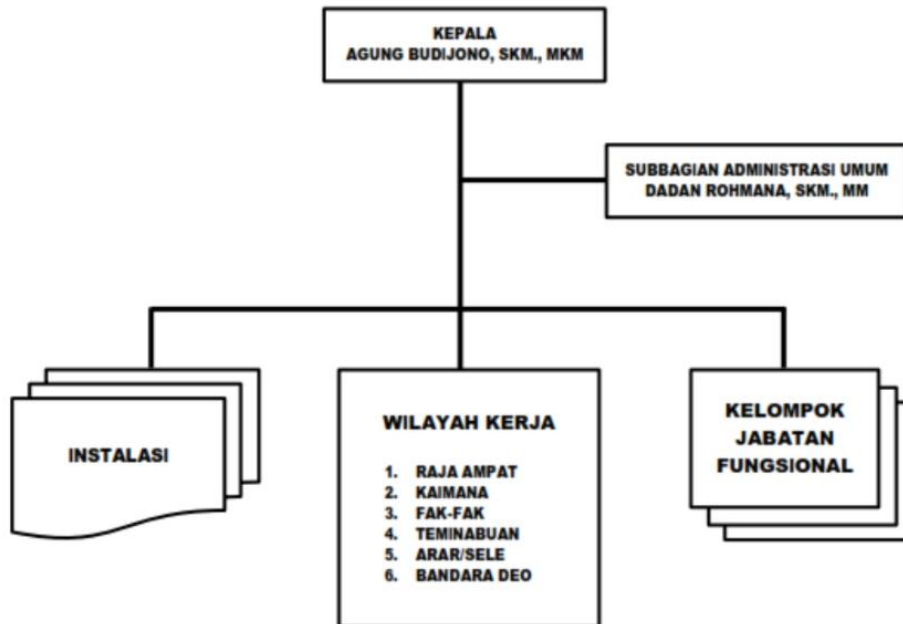 KEPALA
AGUNG BUDIJONO, SKM., MKM
SUBBAGIAN ADMINISTRASI UMUM
DADAN ROHMANA, SKM., MM
INSTALASI
WILAYAH KERJA
1. RAJA AMPAT
2. KAIMANA
3. FAK-FAK
4. TEMINABUAN
5. ARAR/SELE
6. BANDARA DEO
KELOMPOK
JABATAN
FUNGSIONAL